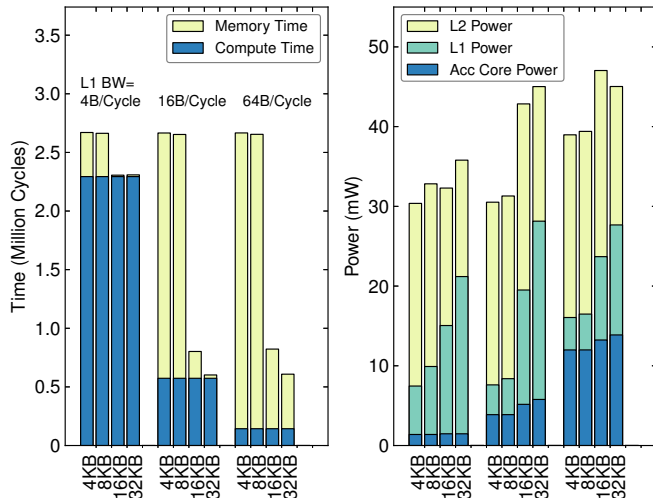 3.5
3.0
2.5
2.0
1.5
1.0
0.5
0
Time (Million Cycles)
Memory Time
Compute Time
L1 BW=
4B/Cycle
16B/Cycle
64B/Cycle
4KB
8KB
16KB
32KB
4KB
8KB
16KB
32KB
4KB
8KB
16KB
32KB
50
40
30
20
10
0
Power (mW)
L2 Power
L1 Power
Acc Core Power
4KB
8KB
16KB
32KB
4KB
8KB
16KB
32KB
4KB
8KB
16KB
32KB